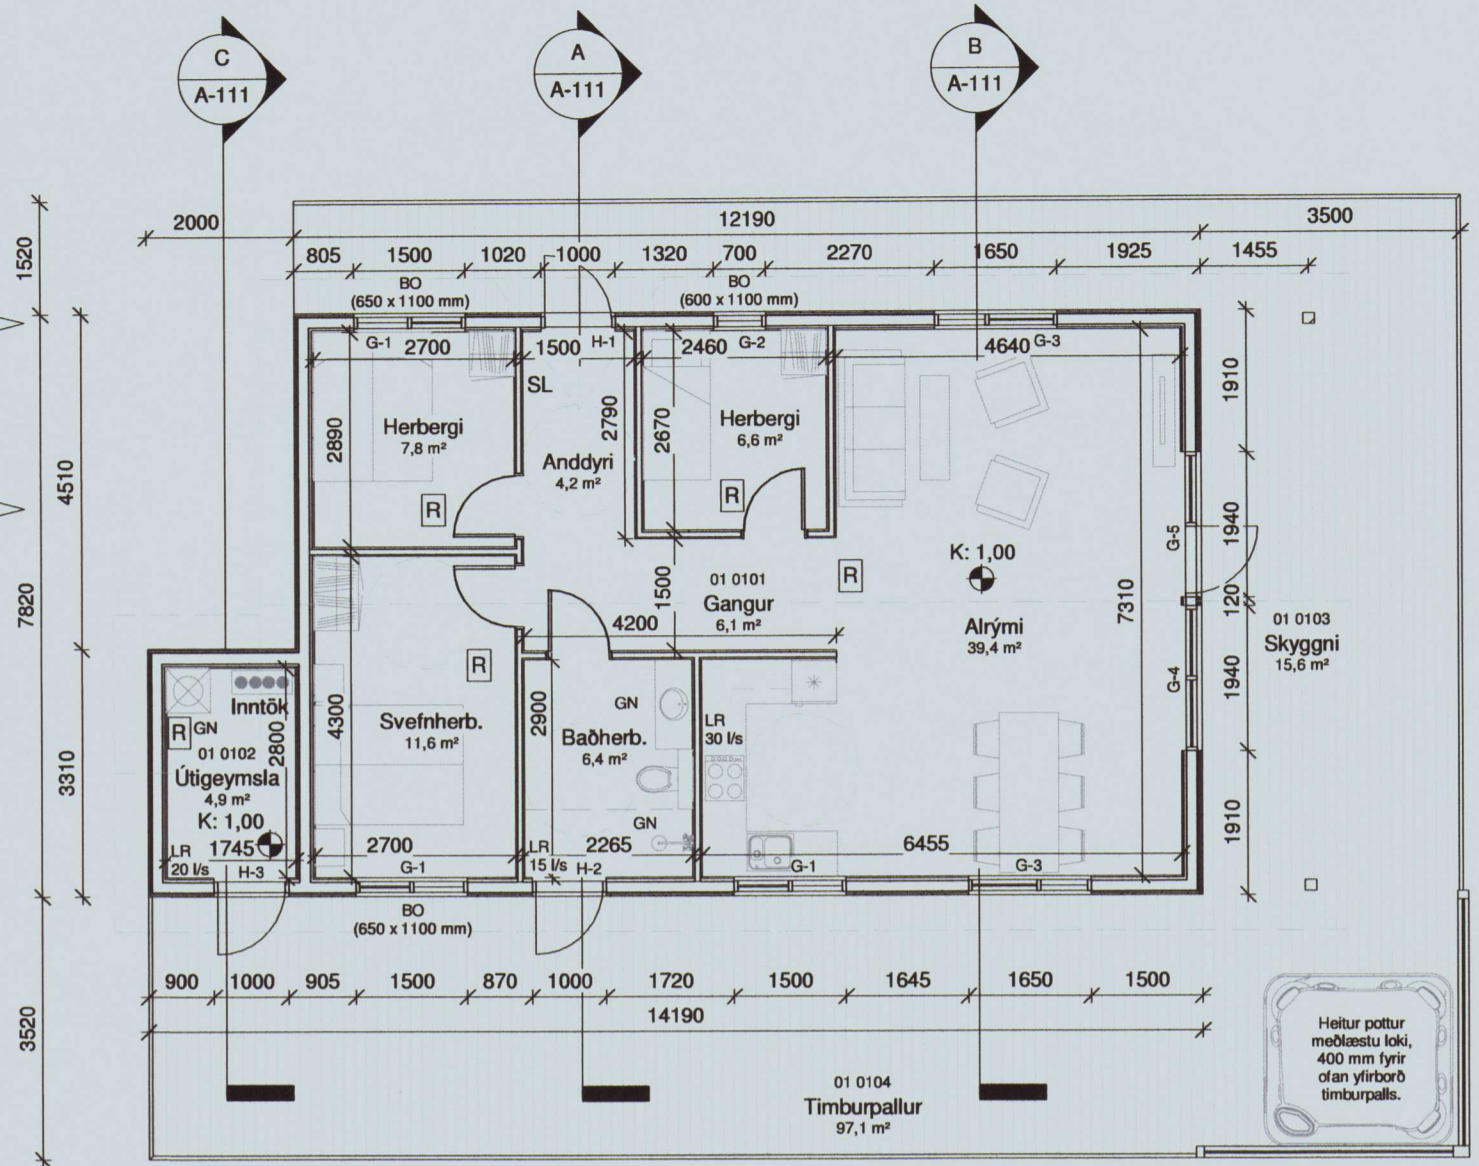 C
A-111
A
A-111
B
A-111
2000
12190
3500
805
1500
1020
1000
1320
700
2270
1650
1925
1455
BO
(650 x 1100 mm)
BO
(600 x 1100 mm)
1520
4510
7820
3310
3520
G-1
2700
1500
H-1
2460
G-2
4640
G-3
SL
2890
Herbergi
7,8 m²
R
Anddyri
4,2 m²
2790
2670
Herbergi
6,6 m²
R
1910
1940
G-5
120
1940
G-4
1910
K: 1,00
7310
R
01 0101
Gangur
6,1 m²
1500
4200
Alrými
39,4 m²
01 0103
Skyggni
15,6 m²
R
4300
Svefnherb.
11,6 m²
2900
GN
Baðherb.
6,4 m²
GN
LR
30 l/s
Inntök
R
GN
01 0102
2800
Útigeymsla
4,9 m²
K: 1,00
1745
LR
20 l/s
H-3
2700
G-1
LR
15 l/s
2265
H-2
6455
G-1
G-3
BO
(650 x 1100 mm)
900
1000
905
1500
870
1000
1720
1500
1645
1650
1500
14190
Heitur pottur
meðlæstu loki,
400 mm fyrir
ofan yfirborð
timburpalls.
01 0104
Timburpallur
97,1 m²